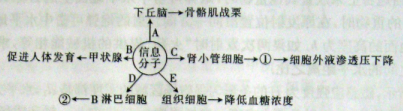 下丘脑→骨骼肌战栗
A
促进人体发育←甲状腺 B 信息 C 肾小管细胞→①→细胞外液渗透压下降
分子
D E
②←B淋巴细胞 组织细胞→降低血糖浓度